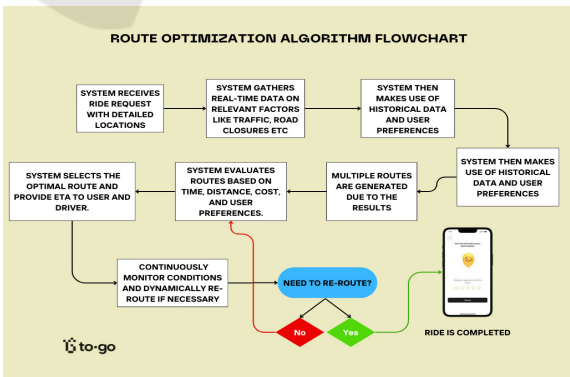 ROUTE OPTIMIZATION ALGORITHM FLOWCHART
SYSTEM RECEIVES
RIDE REQUEST
WITH DETAILED
LOCATIONS
SYSTEM GATHERS
REAL-TIME DATA ON
RELEVANT FACTORS
LIKE TRAFFIC, ROAD
CLOSURES ETC
SYSTEM THEN
MAKES USE OF
HISTORICAL DATA
AND USER
PREFERENCES
SYSTEM THEN MAKES
USE OF HISTORICAL
DATA AND USER
PREFERENCES
MULTIPLE ROUTES
ARE GENERATED
DUE TO THE
RESULTS
SYSTEM EVALUATES
ROUTES BASED ON
TIME, DISTANCE, COST,
AND USER
PREFERENCES.
SYSTEM SELECTS THE
OPTIMAL ROUTE AND
PROVIDE ETA TO USER AND
DRIVER.
CONTINUOUSLY
MONITOR CONDITIONS
AND DYNAMICALLY RE-
ROUTE IF NECESSARY
NEED TO RE-ROUTE?
No
Yes
RIDE IS COMPLETED
to·go